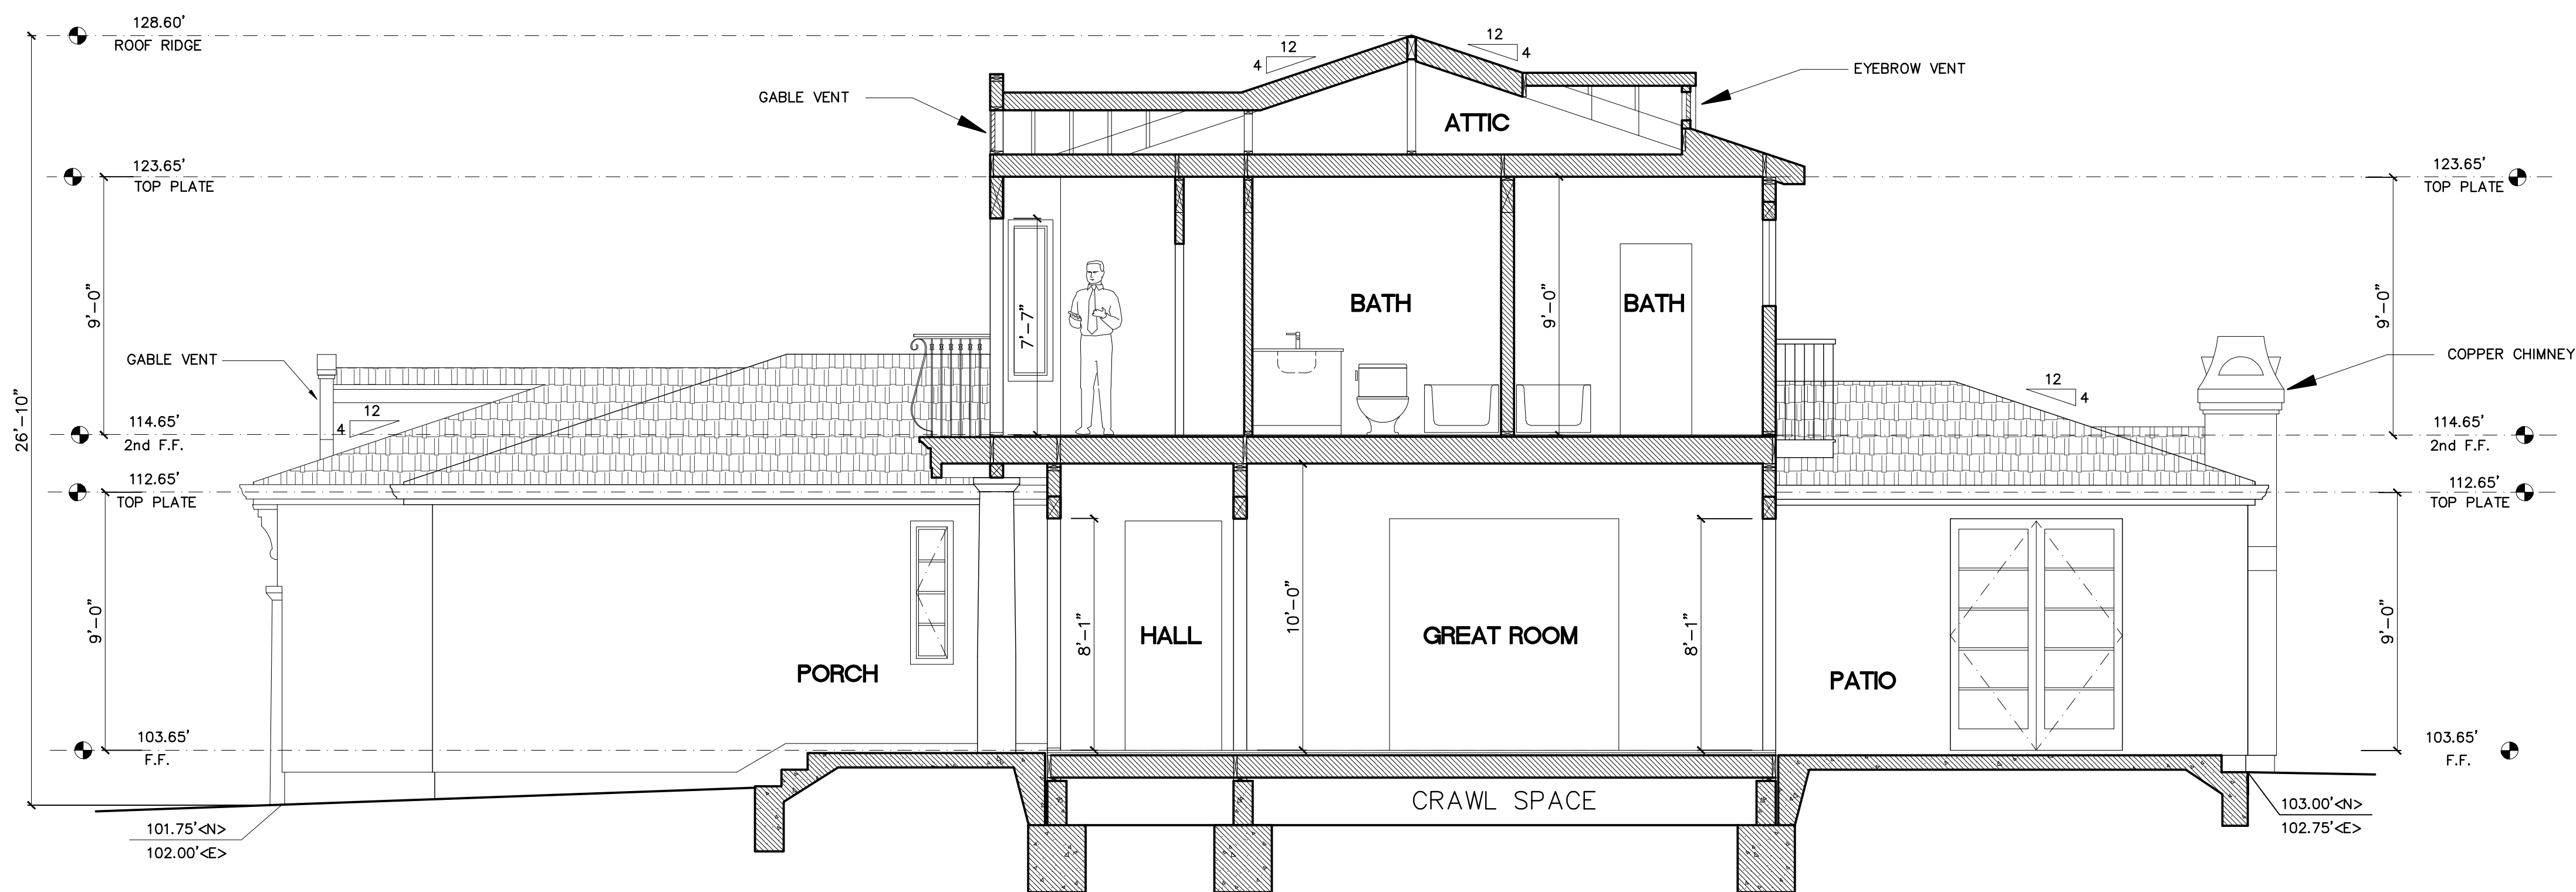 128.60'
ROOF RIDGE
12
4
12
4
EYEBROW VENT
GABLE VENT
ATTIC
123.65'
TOP PLATE
123.65'
TOP PLATE
9'-0"
7'-7"
BATH
9'-0"
BATH
9'-0"
GABLE VENT
COPPER CHIMNEY
26'-10"
12
4
12
4
114.65'
2nd F.F.
114.65'
2nd F.F.
112.65'
TOP PLATE
112.65'
TOP PLATE
9'-0"
8'-1"
HALL
10'-0"
GREAT ROOM
8'-1"
9'-0"
PORCH
PATIO
103.65'
F.F.
103.65'
F.F.
CRAWL SPACE
101.75'<N>
102.00'<E>
103.00'<N>
102.75'<E>